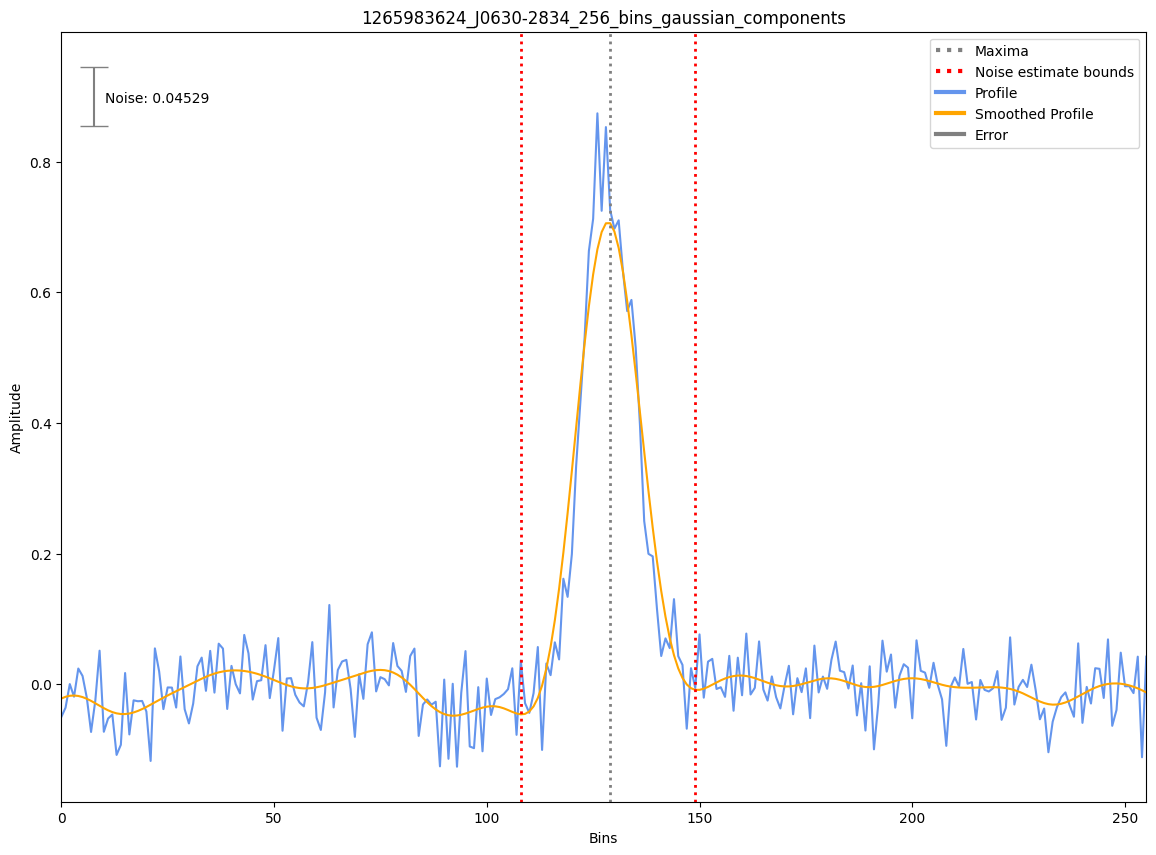 1265983624_J0630-2834_256_bins_gaussian_components
Maxima
Noise estimate bounds
Profile
Smoothed Profile
Error
Noise: 0.04529
Amplitude
0.8
0.6
0.4
0.2
0.0
0
50
100
150
200
250
Bins